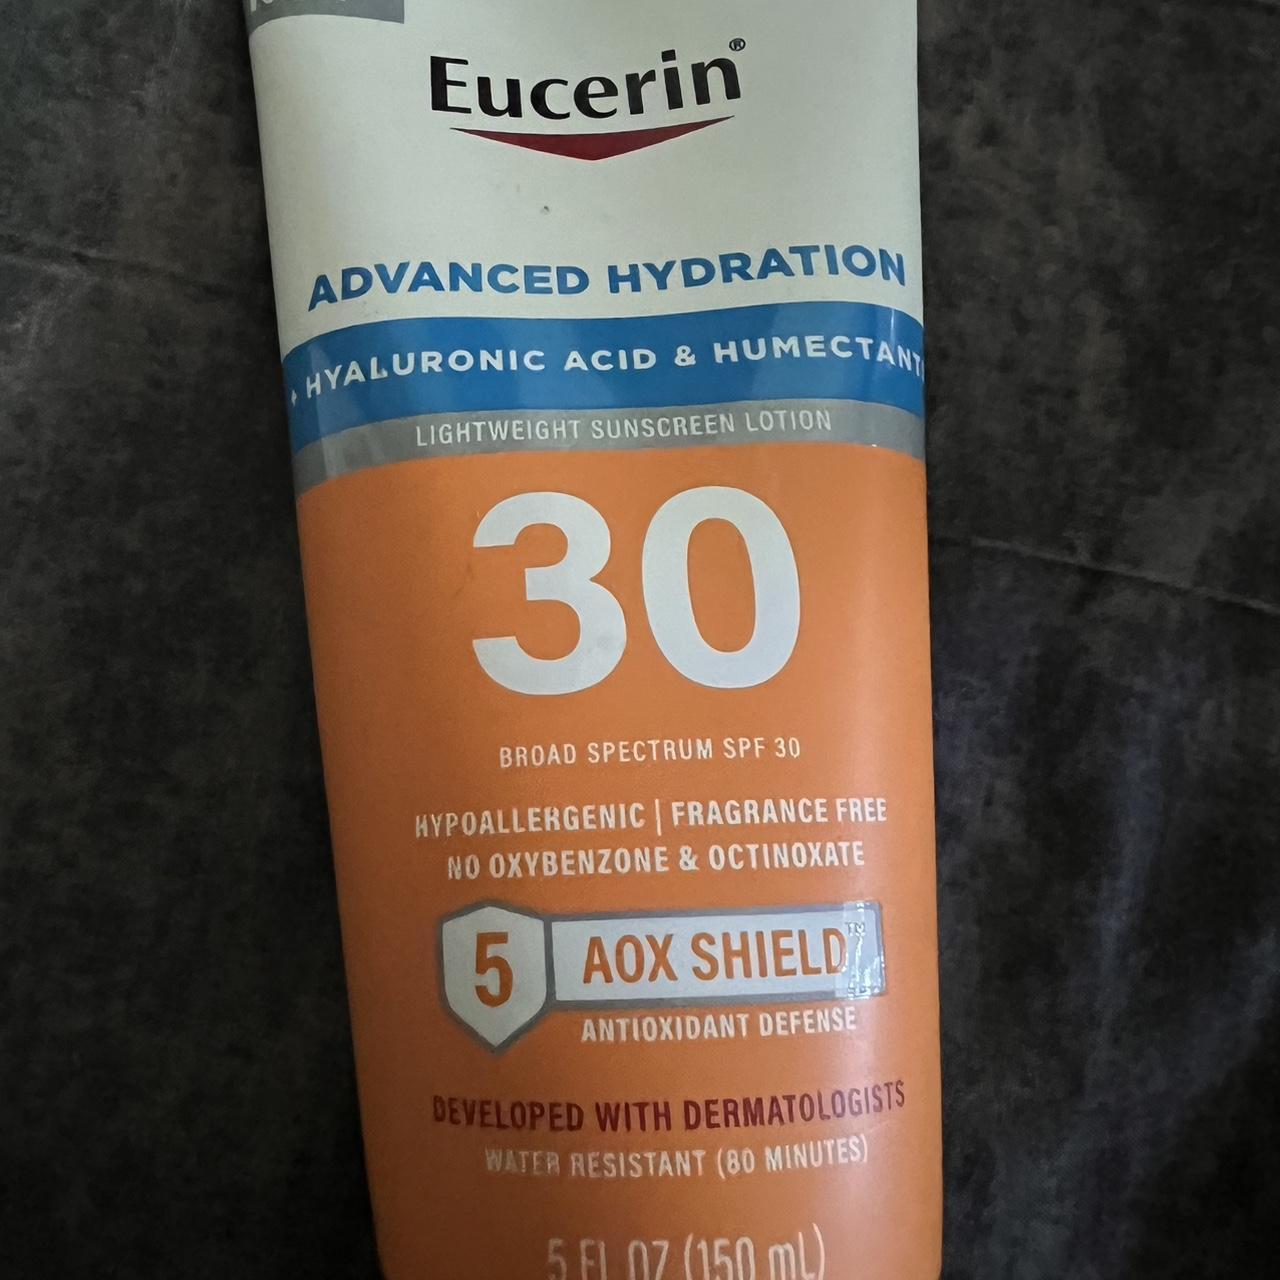 Eucerin®
ADVANCED HYDRATION
+ HYALURONIC ACID & HUMECTANT
LIGHTWEIGHT SUNSCREEN LOTION
30
BROAD SPECTRUM SPF 30
HYPOALLERGENIC | FRAGRANCE FREE
NO OXYBENZONE & OCTINOXATE
5 AOX SHIELD™
ANTIOXIDANT DEFENSE
DEVELOPED WITH DERMATOLOGISTS
WATER RESISTANT (80 MINUTES)
5 FL OZ (150 mL)